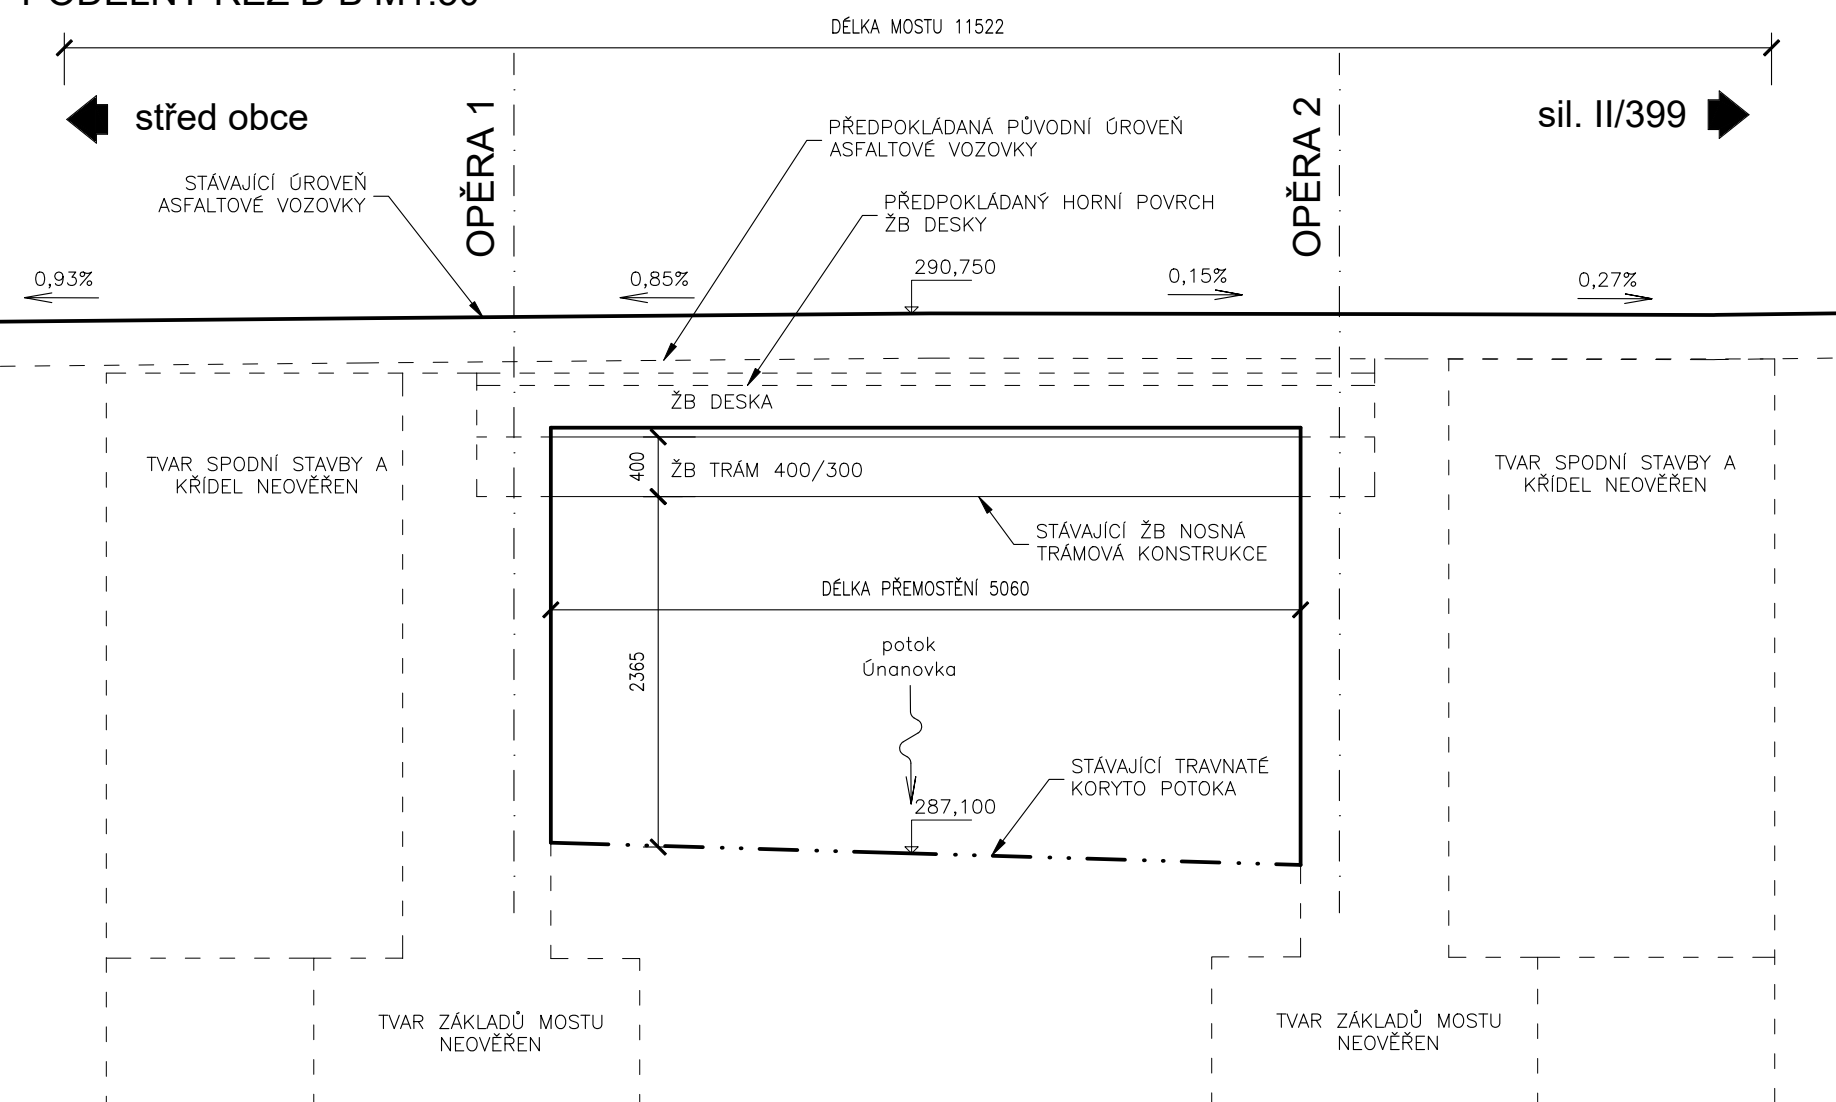 DÉLKA MOSTU 11522
střed obce
OPĚRA 1
OPĚRA 2
sil. II/399
PŘEDPOKLÁDANÁ PŮVODNÍ ÚROVEŇ
ASFALTOVÉ VOZOVKY
STÁVAJÍCÍ ÚROVEŇ
ASFALTOVÉ VOZOVKY
PŘEDPOKLÁDANÝ HORNÍ POVRCH
ŽB DESKY
0,93%
0,85%
290,750
0,15%
0,27%
ŽB DESKA
TVAR SPODNÍ STAVBY A
KŘÍDEL NEOVĚŘEN
400
ŽB TRÁM 400/300
TVAR SPODNÍ STAVBY A
KŘÍDEL NEOVĚŘEN
STÁVAJÍCÍ ŽB NOSNÁ
TRÁMOVÁ KONSTRUKCE
DÉLKA PŘEMOSTĚNÍ 5060
2365
potok
Únanovka
STÁVAJÍCÍ TRAVNATÉ
KORYTO POTOKA
287,100
TVAR ZÁKLADŮ MOSTU
NEOVĚŘEN
TVAR ZÁKLADŮ MOSTU
NEOVĚŘEN